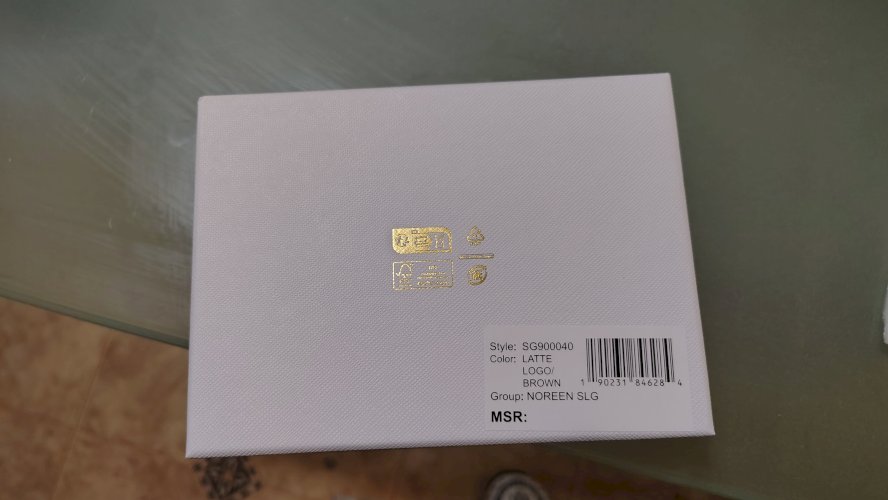 Style: SG900040
Color: LATTE
LOGO/
BROWN
1 90231 84628 4
Group: NOREEN SLG
MSR: